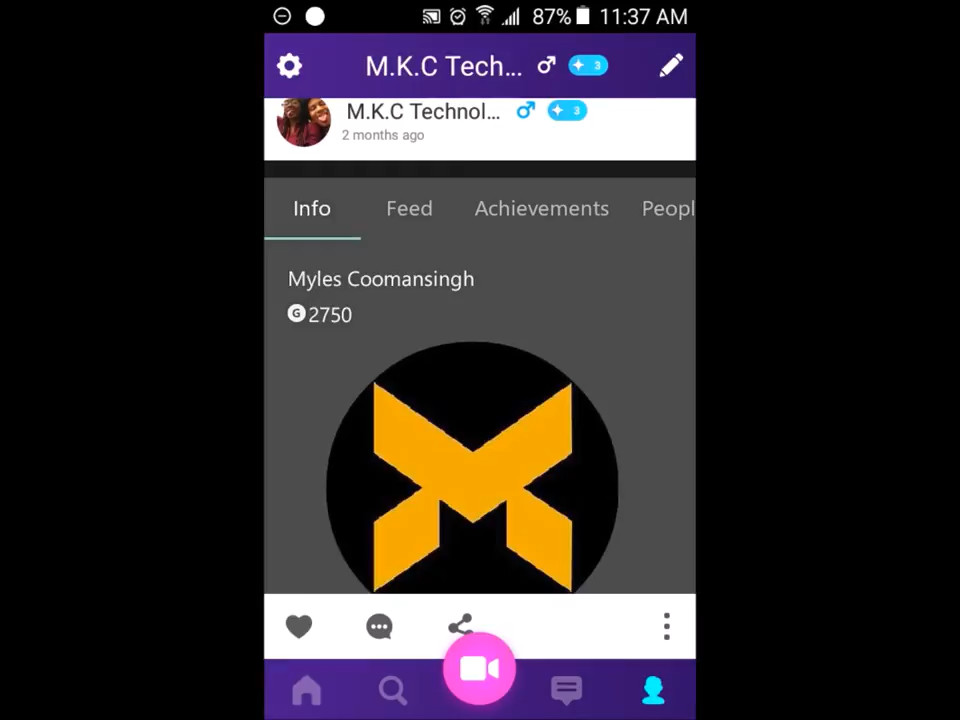 87% 11:37 AM
M.K.C Tech... 3
M.K.C Technol... 3
2 months ago
Info Feed Achievements Peopl
Myles Coomansingh
G 2750